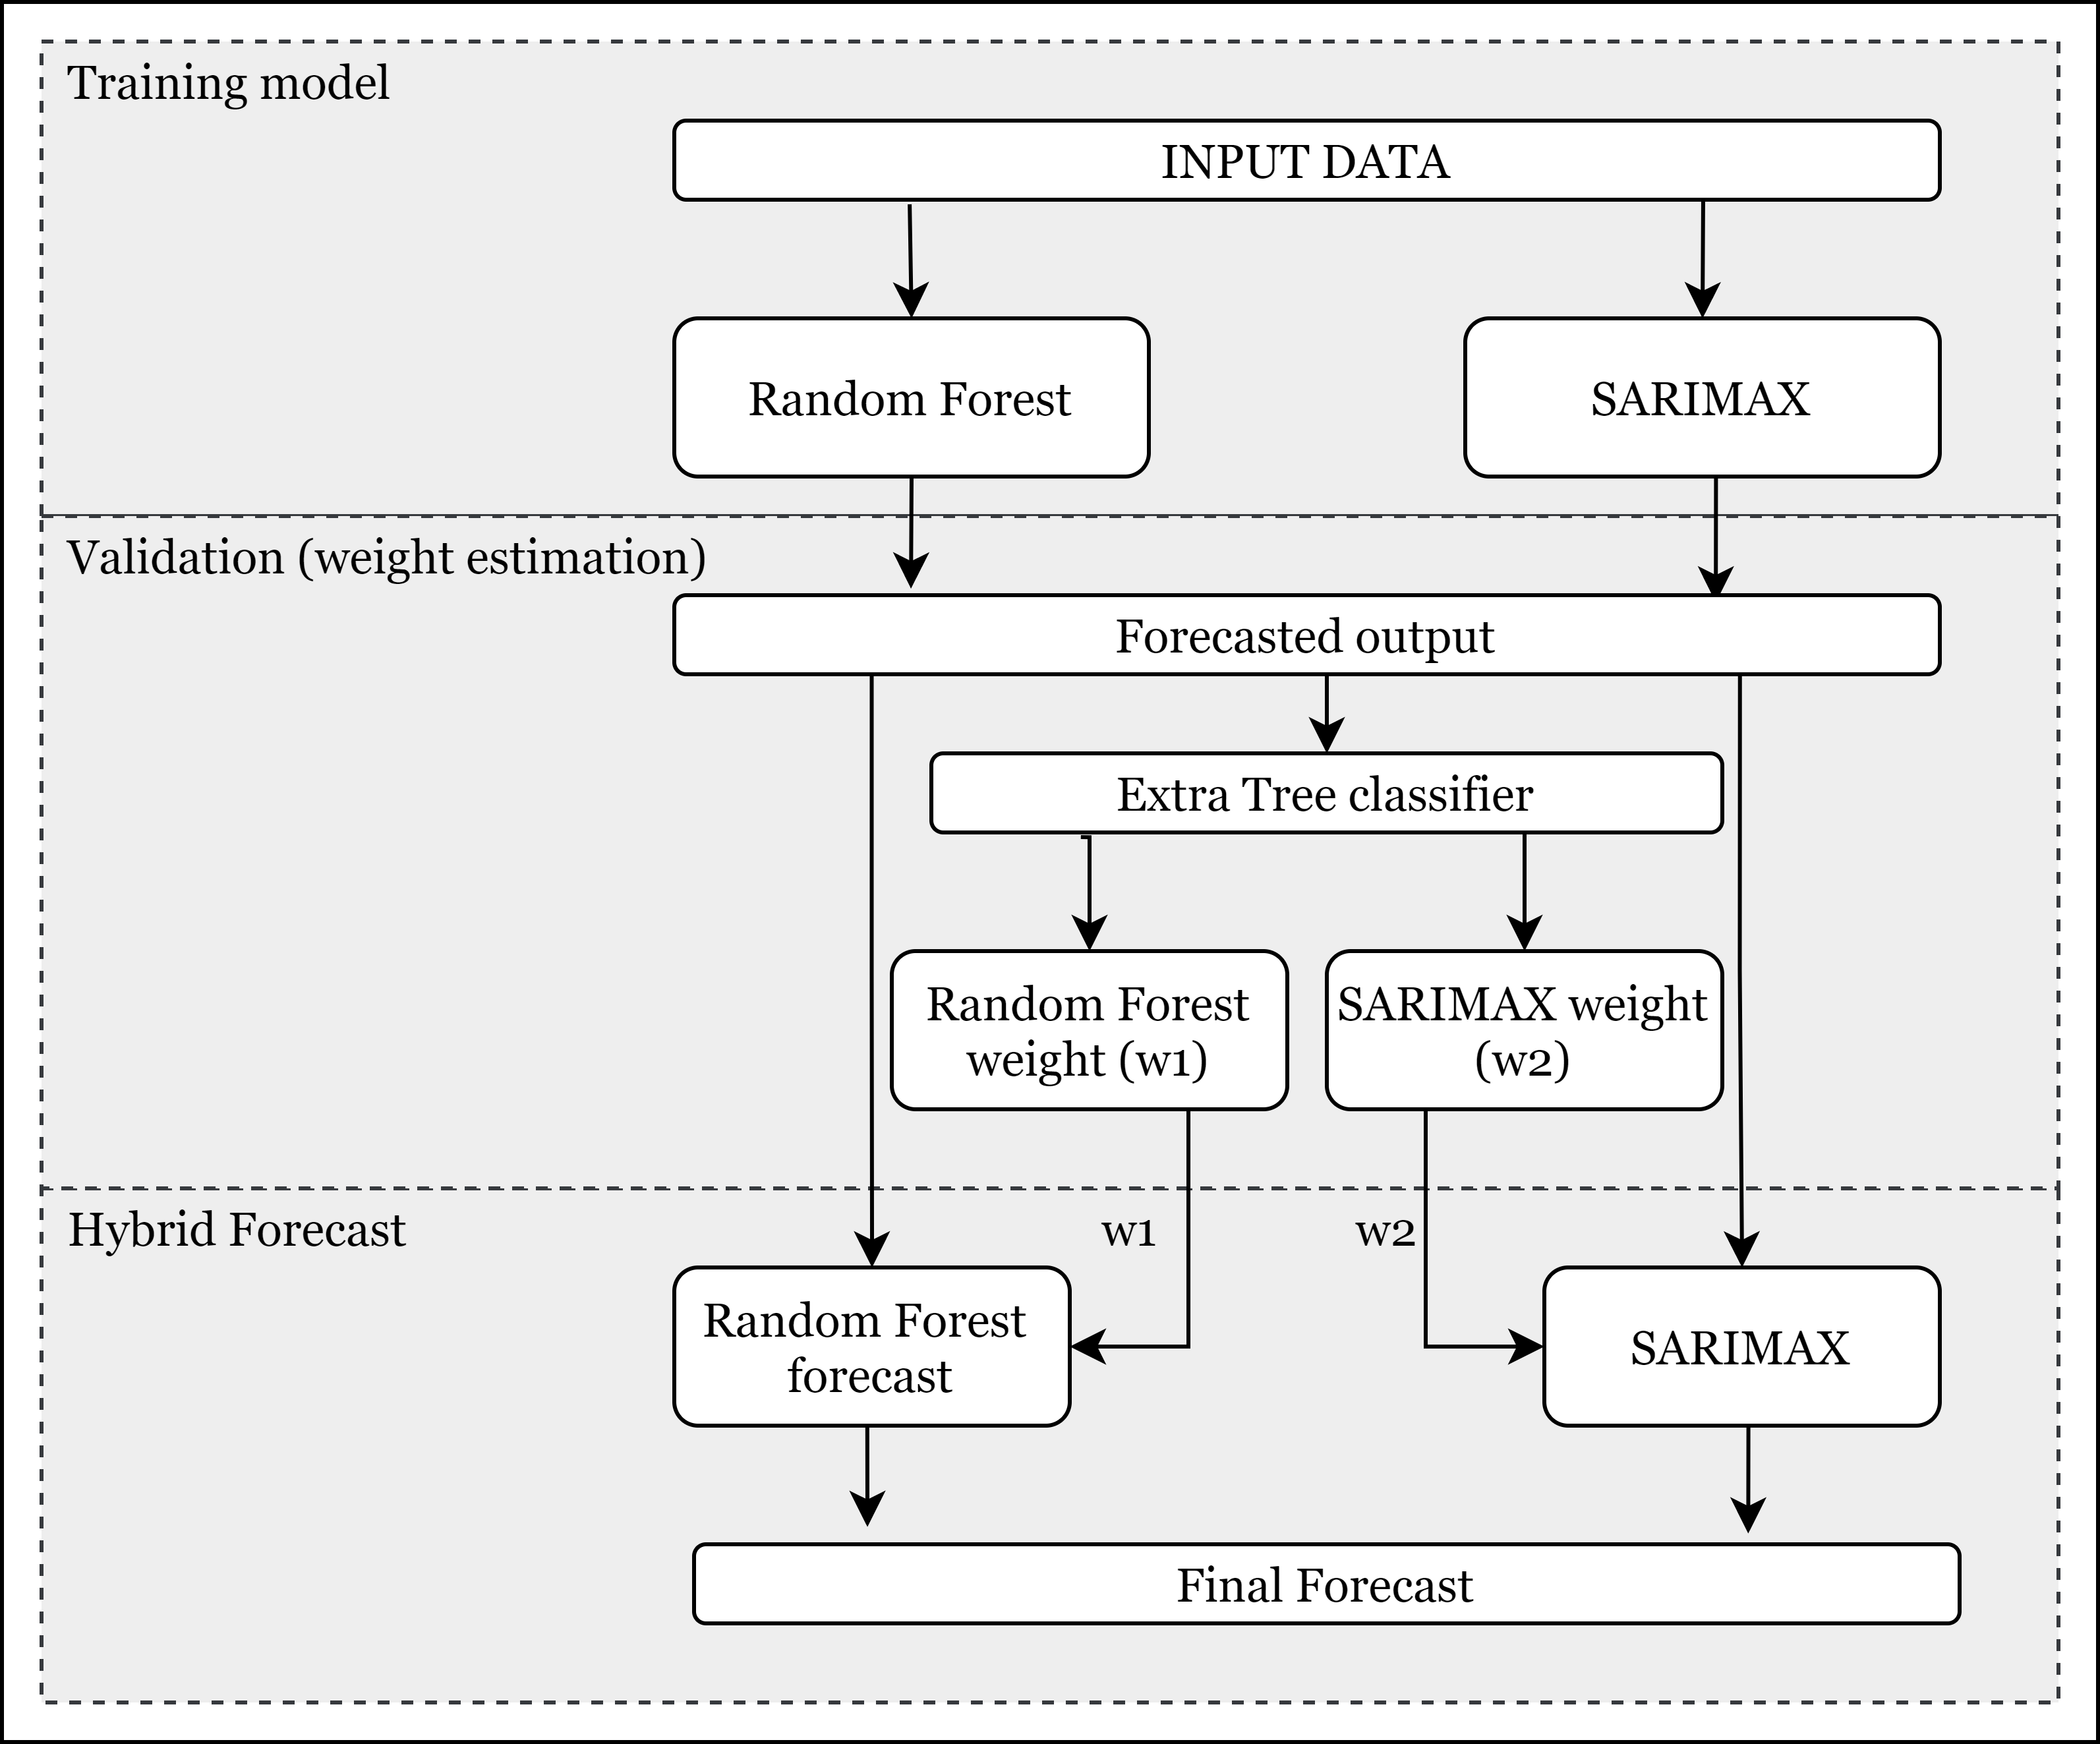 Training model
INPUT DATA
Random Forest
SARIMAX
Validation (weight estimation)
Forecasted output
Extra Tree classifier
Random Forest
weight (w1)
SARIMAX weight
(w2)
Hybrid Forecast
w1
w2
Random Forest
forecast
SARIMAX
Final Forecast